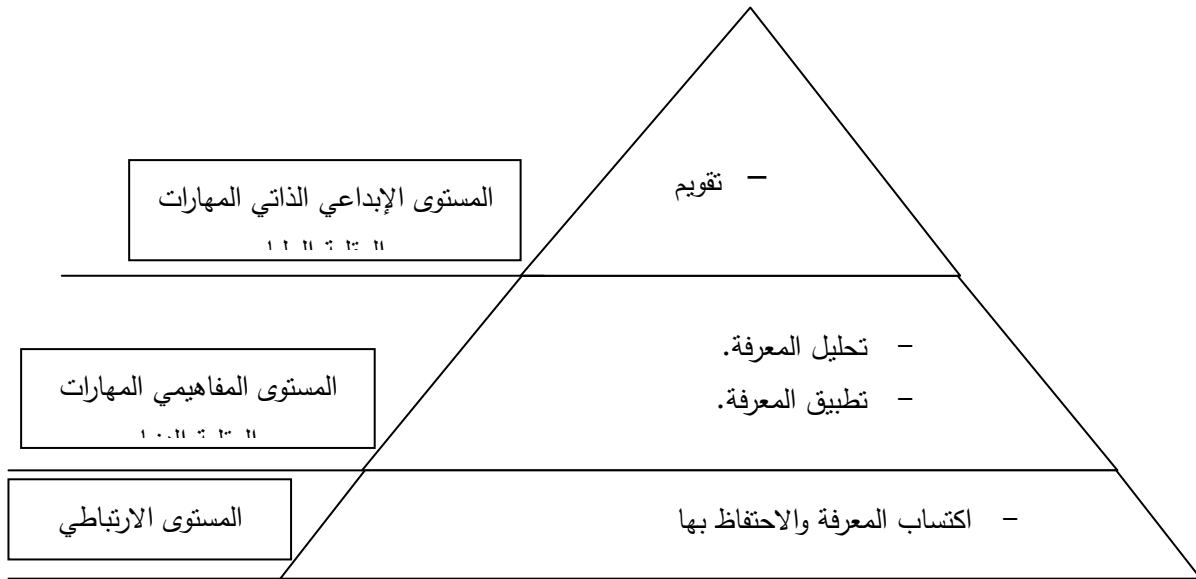 – تقويم
المستوى الإبداعي الذاتي المهارات
– تحليل المعرفة.
– تطبيق المعرفة.
المستوى المفاهيمي المهارات
– اكتساب المعرفة والاحتفاظ بها
المستوى الارتباطي